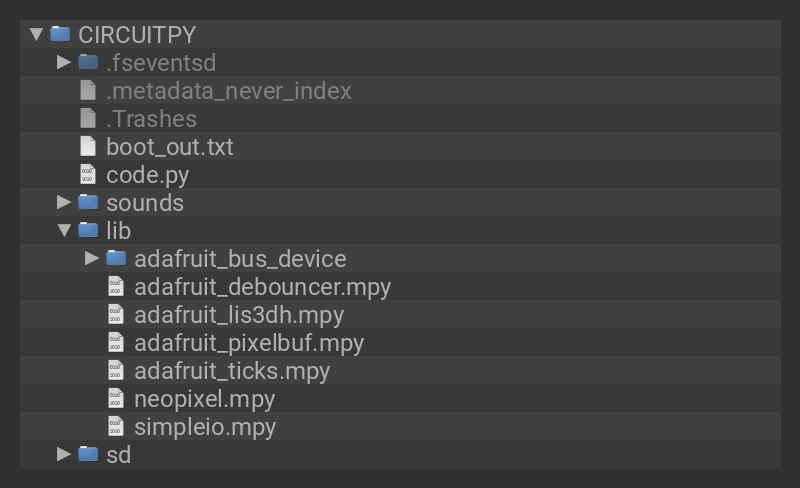 CIRCUITPY
.fseventsd
.metadata_never_index
.Trashes
boot_out.txt
code.py
sounds
lib
adafruit_bus_device
adafruit_debouncer.mpy
adafruit_lis3dh.mpy
adafruit_pixelbuf.mpy
adafruit_ticks.mpy
neopixel.mpy
simpleio.mpy
sd